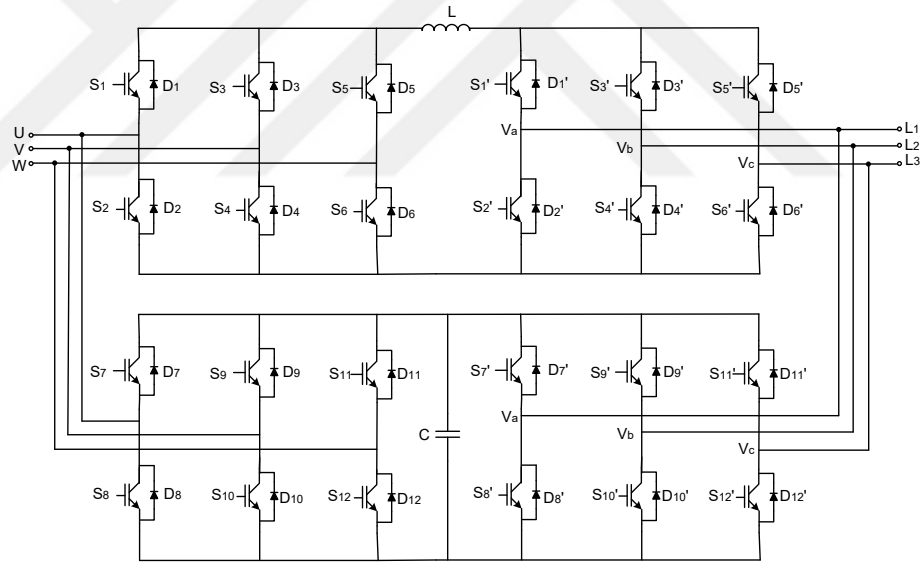 L
S1 D1 S3 D3 S5 D5 S1' D1' S3' D3' S5' D5'
U
V
W
Va
Vb
Vc
L1
L2
L3
S2 D2 S4 D4 S6 D6 S2' D2' S4' D4' S6' D6'
S7 D7 S9 D9 S11 D11 S7' D7' S9' D9' S11' D11'
Va
C
Vb
Vc
S8 D8 S10 D10 S12 D12 S8' D8' S10' D10' S12' D12'